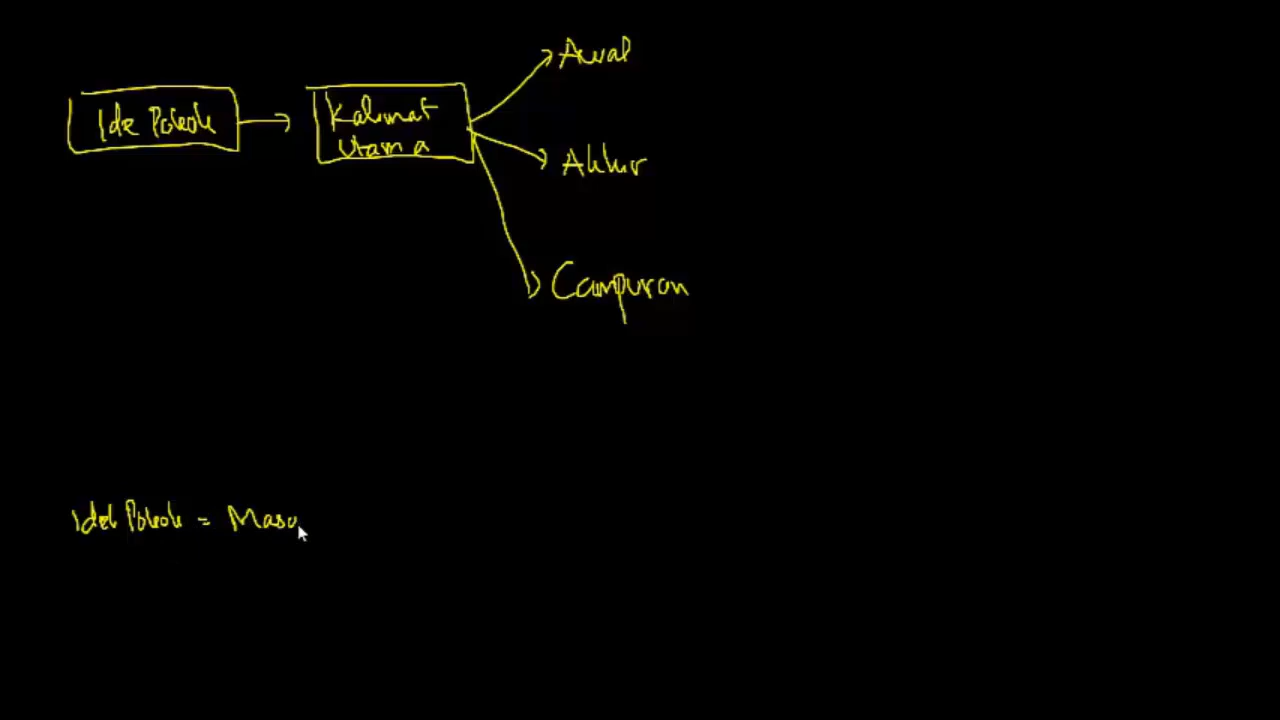 Ide Pokok
Kalimat
Utama
Awal
Akhir
Campuran
Ide Pokok = Masa